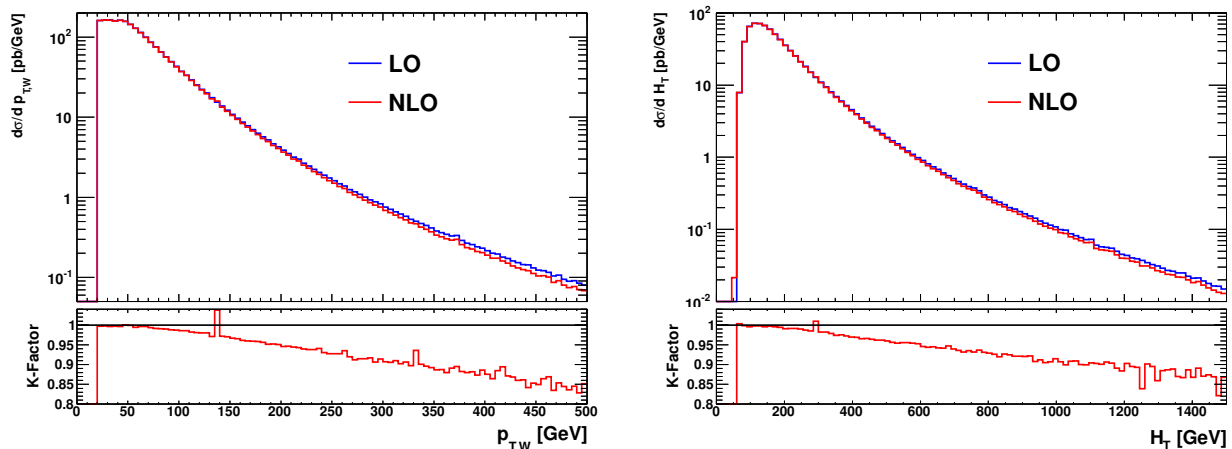 dσ/d p_T,W [pb/GeV]
10²
10
1
10⁻¹
LO
NLO
K-Factor
1
0.95
0.9
0.85
0.8
0 50 100 150 200 250 300 350 400 450 500
p_T,W [GeV]
dσ/d H_T [pb/GeV]
10²
10
1
10⁻¹
10⁻²
LO
NLO
K-Factor
1
0.95
0.9
0.85
0.8
0 200 400 600 800 1000 1200 1400
H_T [GeV]